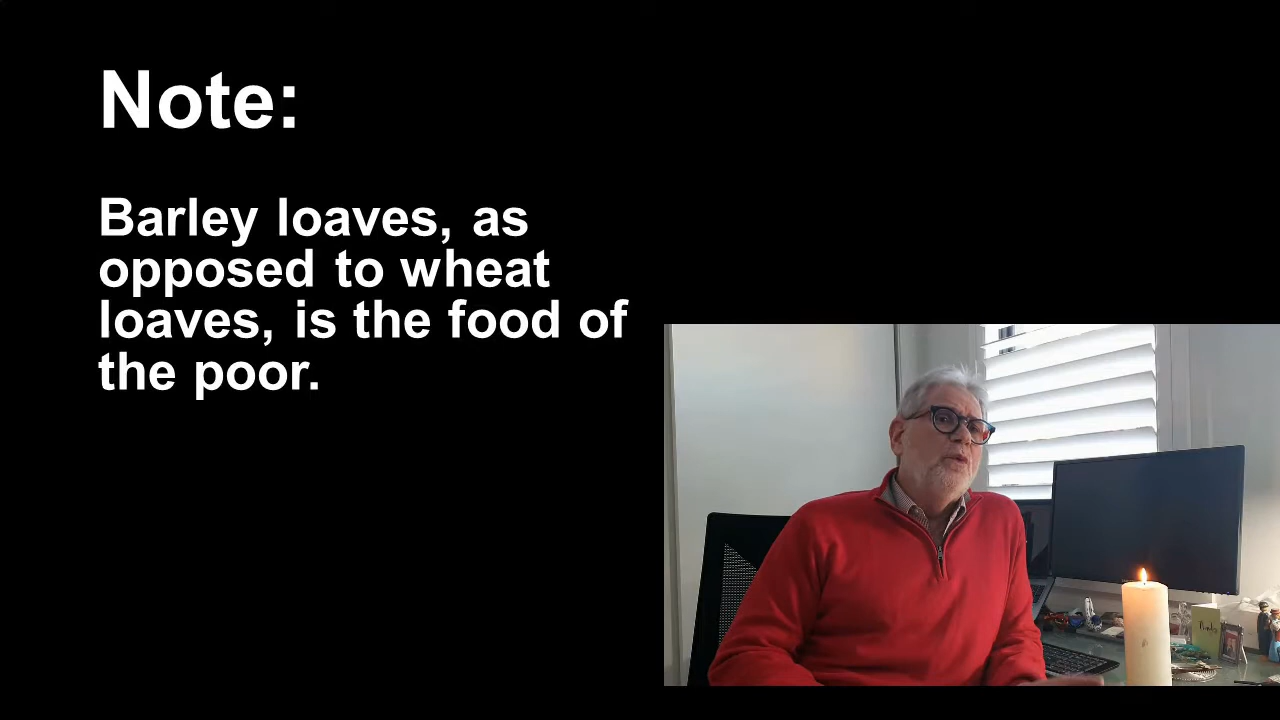 Note:
Barley loaves, as
opposed to wheat
loaves, is the food of
the poor.